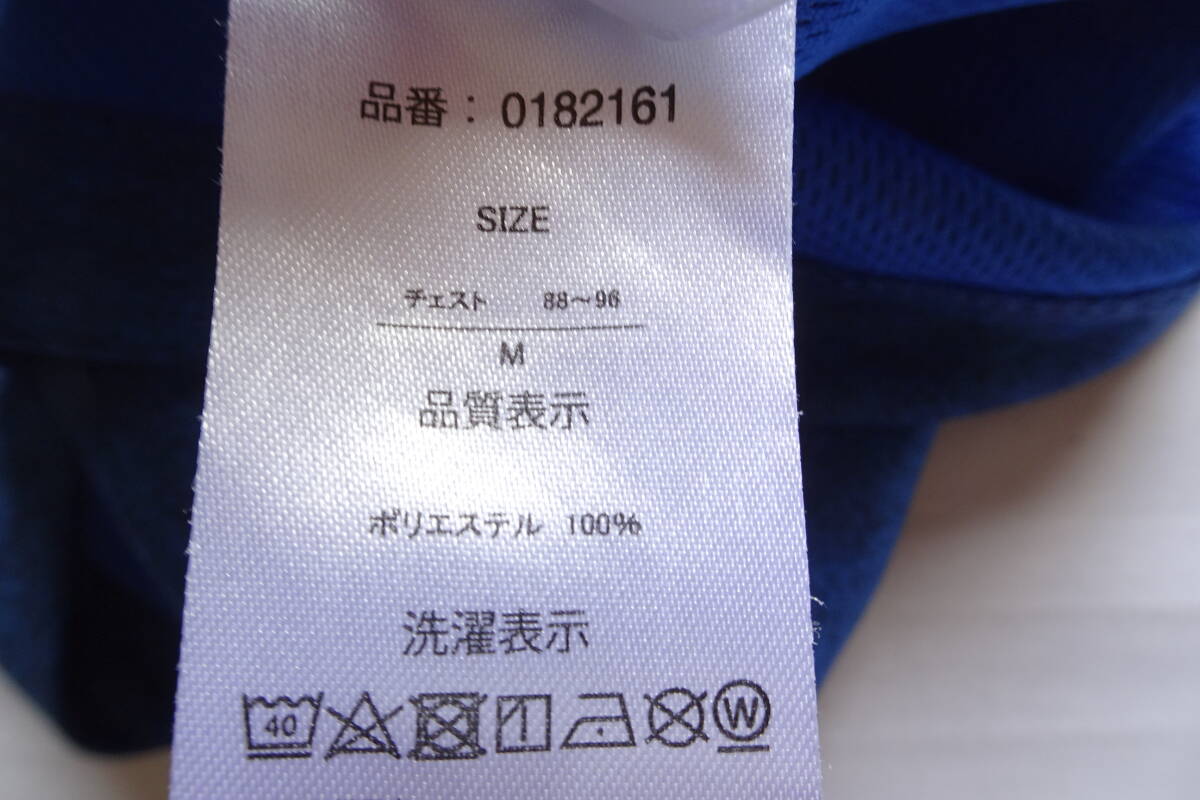 品番： 0182161
SIZE
チェスト 88～96
M
品質表示
ポリエステル 100%
洗濯表示
40 W